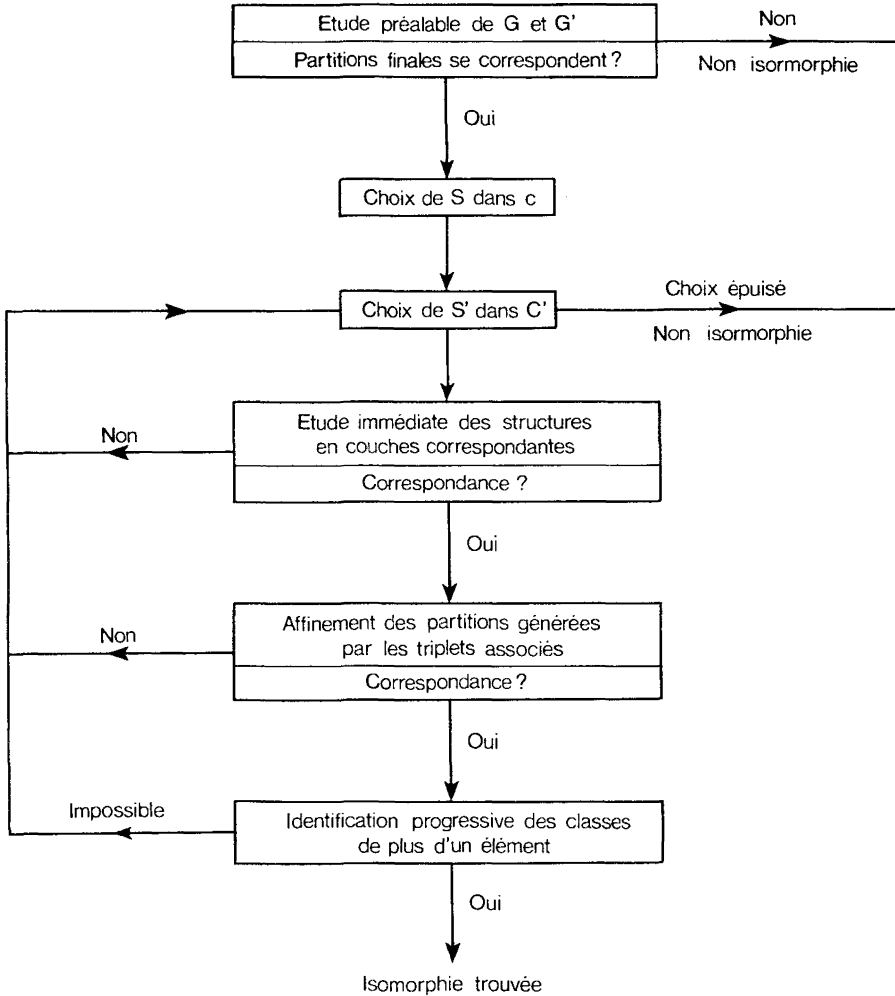 Etude préalable de G et G'
Non
Partitions finales se correspondent ?
Non isormorphie
Oui
Choix de S dans c
Choix de S' dans C'
Choix épuisé
Non isormorphie
Etude immédiate des structures
en couches correspondantes
Non
Correspondance ?
Oui
Affinement des partitions générées
par les triplets associés
Non
Correspondance ?
Oui
Impossible
Identification progressive des classes
de plus d'un élément
Oui
Isomorphie trouvée